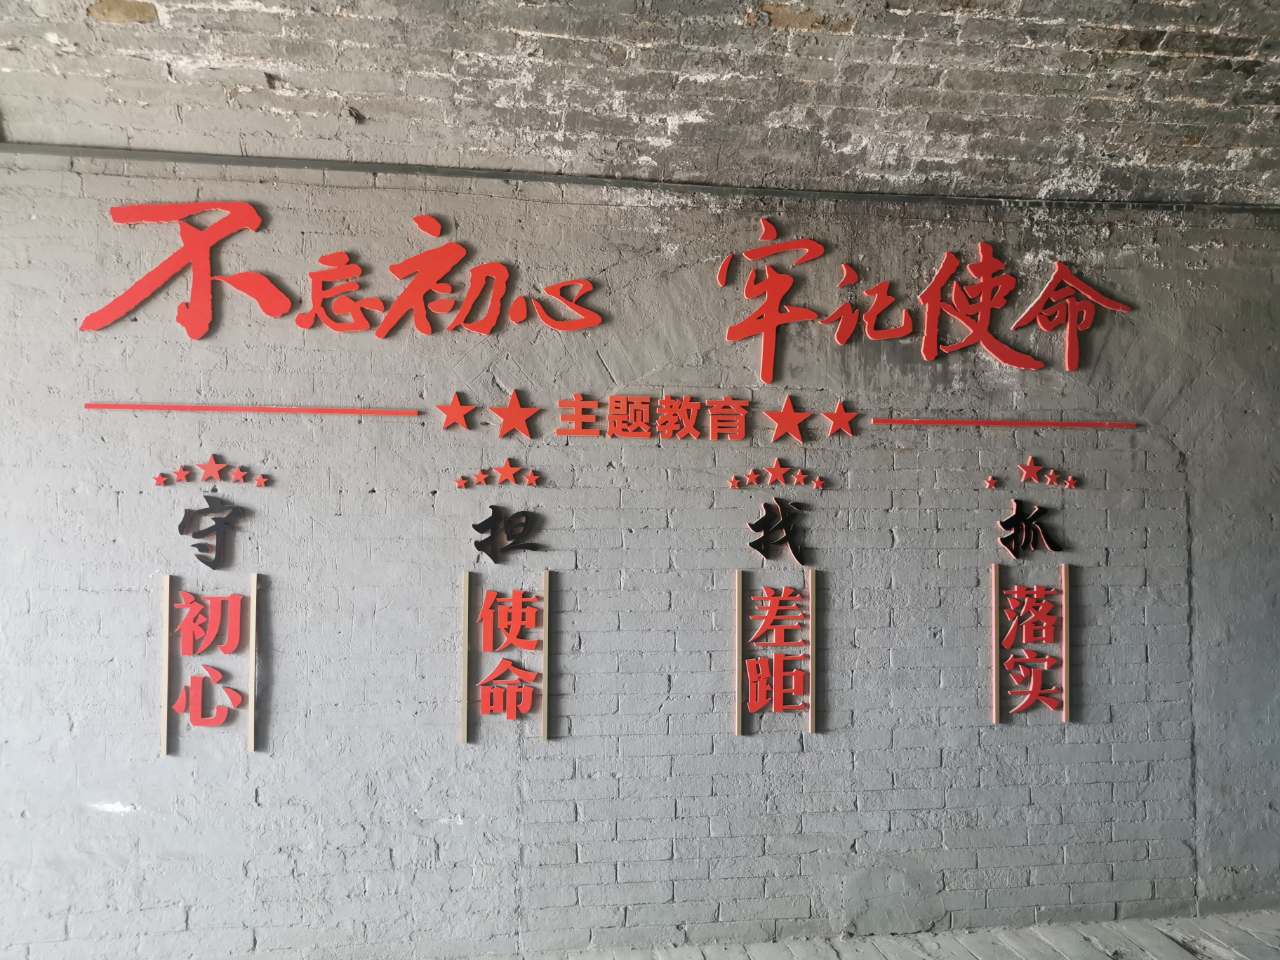 不忘初心 牢记使命
主题教育
守初心
担使命
找差距
抓落实